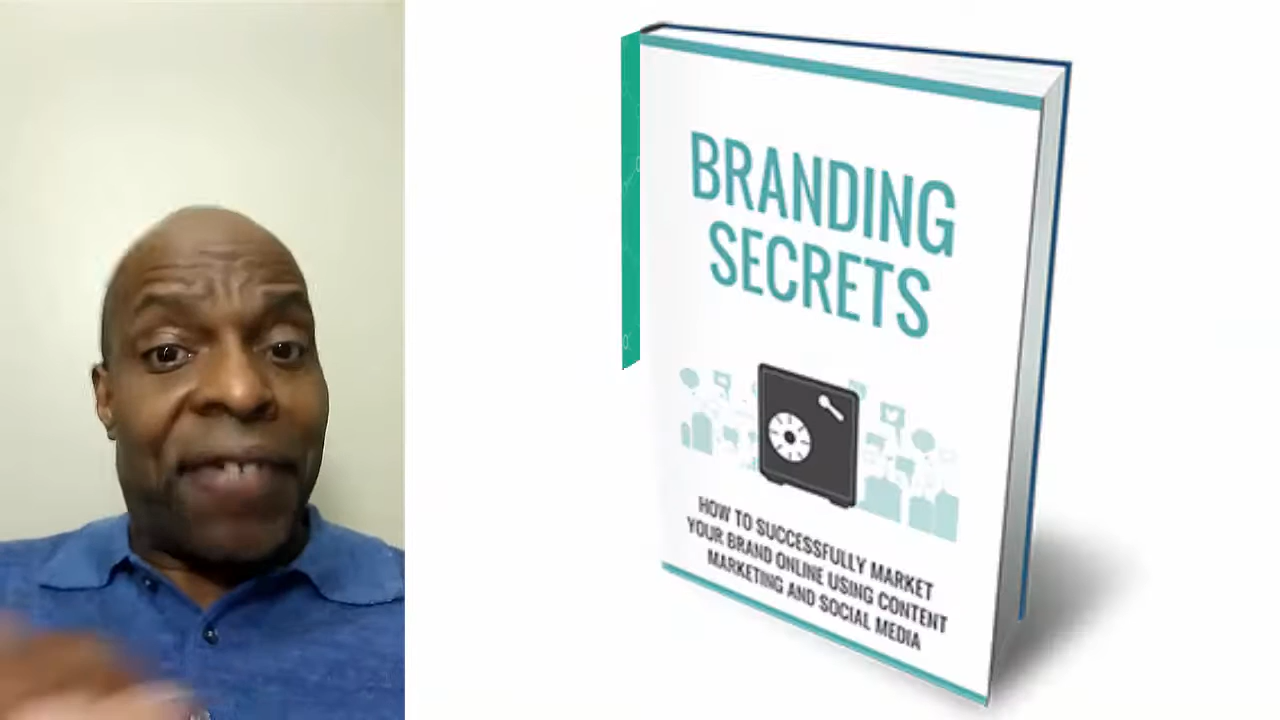 BRANDING
SECRETS
HOW TO SUCCESSFULLY MARKET
YOUR BRAND ONLINE USING CONTENT
MARKETING AND SOCIAL MEDIA